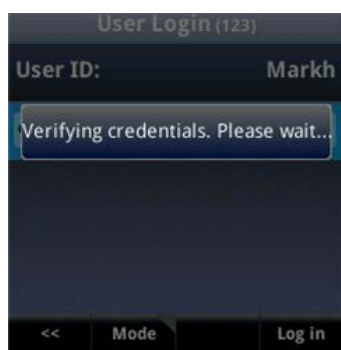 User Login (123)
User ID: Markh
Verifying credentials. Please wait...
<< Mode Log in